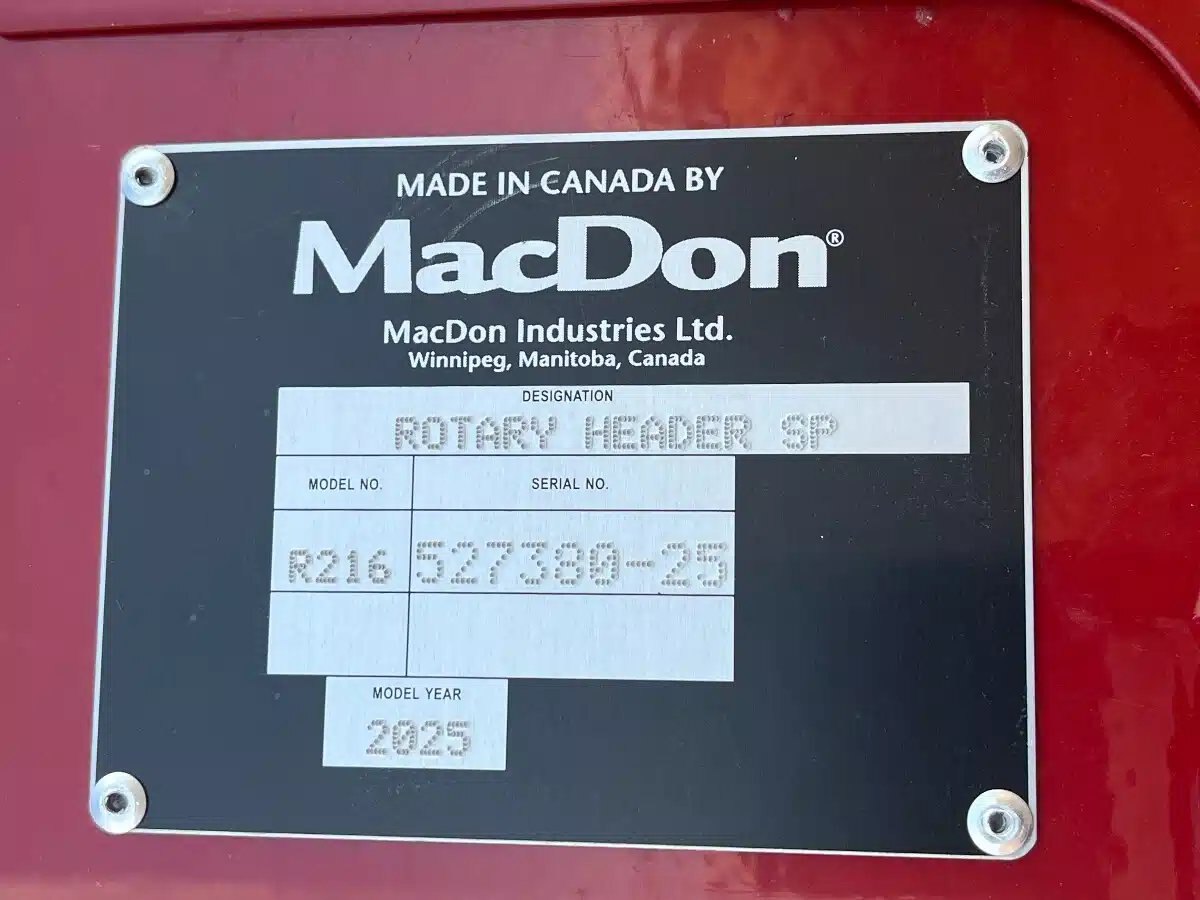 MADE IN CANADA BY
MacDon®
MacDon Industries Ltd.
Winnipeg, Manitoba, Canada
DESIGNATION
ROTARY HEADER SP
MODEL NO. SERIAL NO.
R216 527380-25
MODEL YEAR
2025